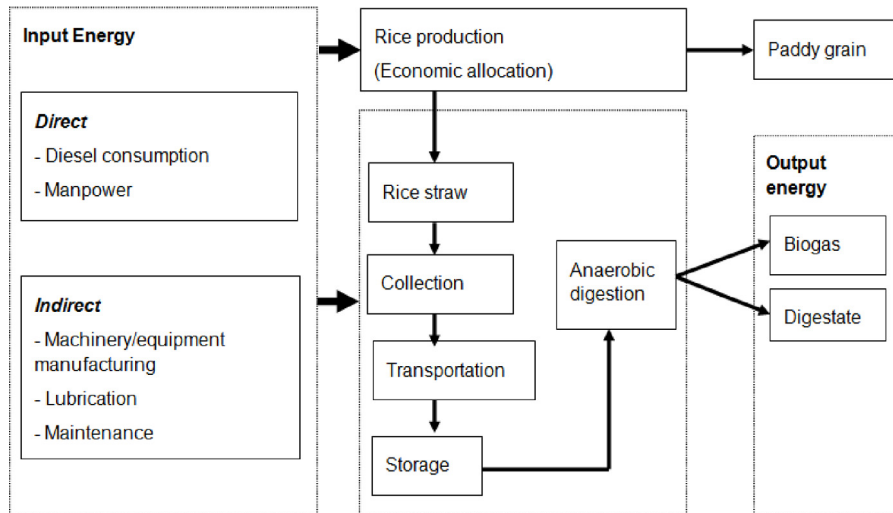 Input Energy
Direct
- Diesel consumption
- Manpower
Indirect
- Machinery/equipment
manufacturing
- Lubrication
- Maintenance
Rice production
(Economic allocation)
Paddy grain
Rice straw
Collection
Transportation
Storage
Anaerobic
digestion
Output
energy
Biogas
Digestate